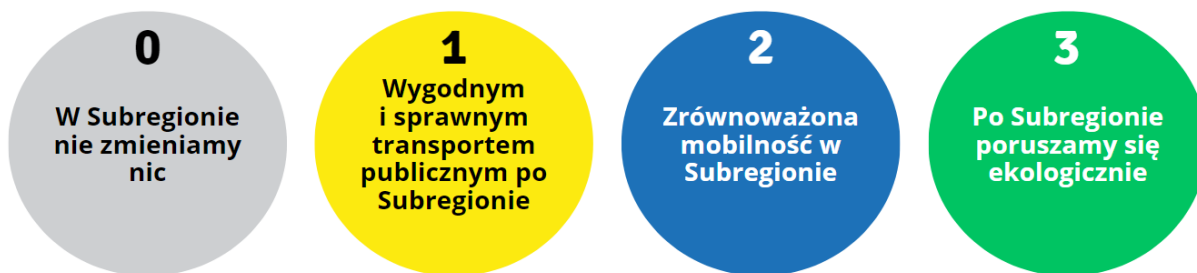 0
W Subregionie
nie zmieniamy
nic
1
Wygodnym
i sprawnym
transportem
publicznym po
Subregionie
2
Zrównoważona
mobilność w
Subregionie
3
Po Subregionie
poruszamy się
ekologicznie